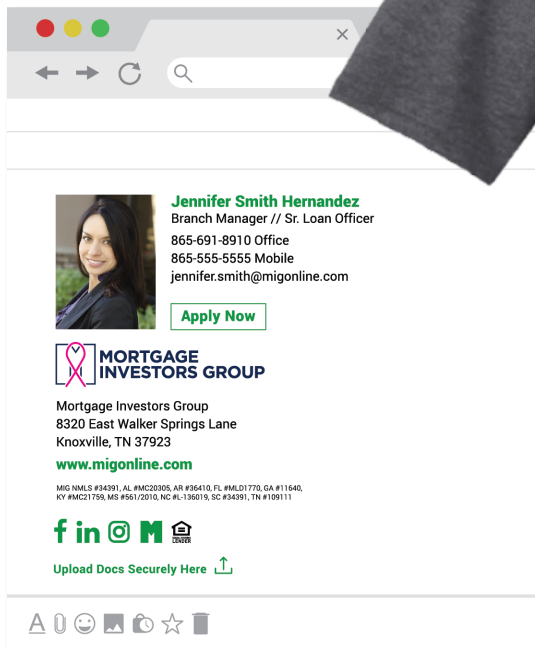 Jennifer Smith Hernandez
Branch Manager // Sr. Loan Officer
865-691-8910 Office
865-555-5555 Mobile
jennifer.smith@migonline.com
Apply Now
MORTGAGE
INVESTORS GROUP
Mortgage Investors Group
8320 East Walker Springs Lane
Knoxville, TN 37923
www.migonline.com
MIG NMLS #34391, AL #MC20305, AR #36410, FL #MLD1770, GA #11640,
KY #MC21759, MS #561/2010, NC #L-136019, SC #34391, TN #109111
f in M
LENDER
Upload Docs Securely Here
A